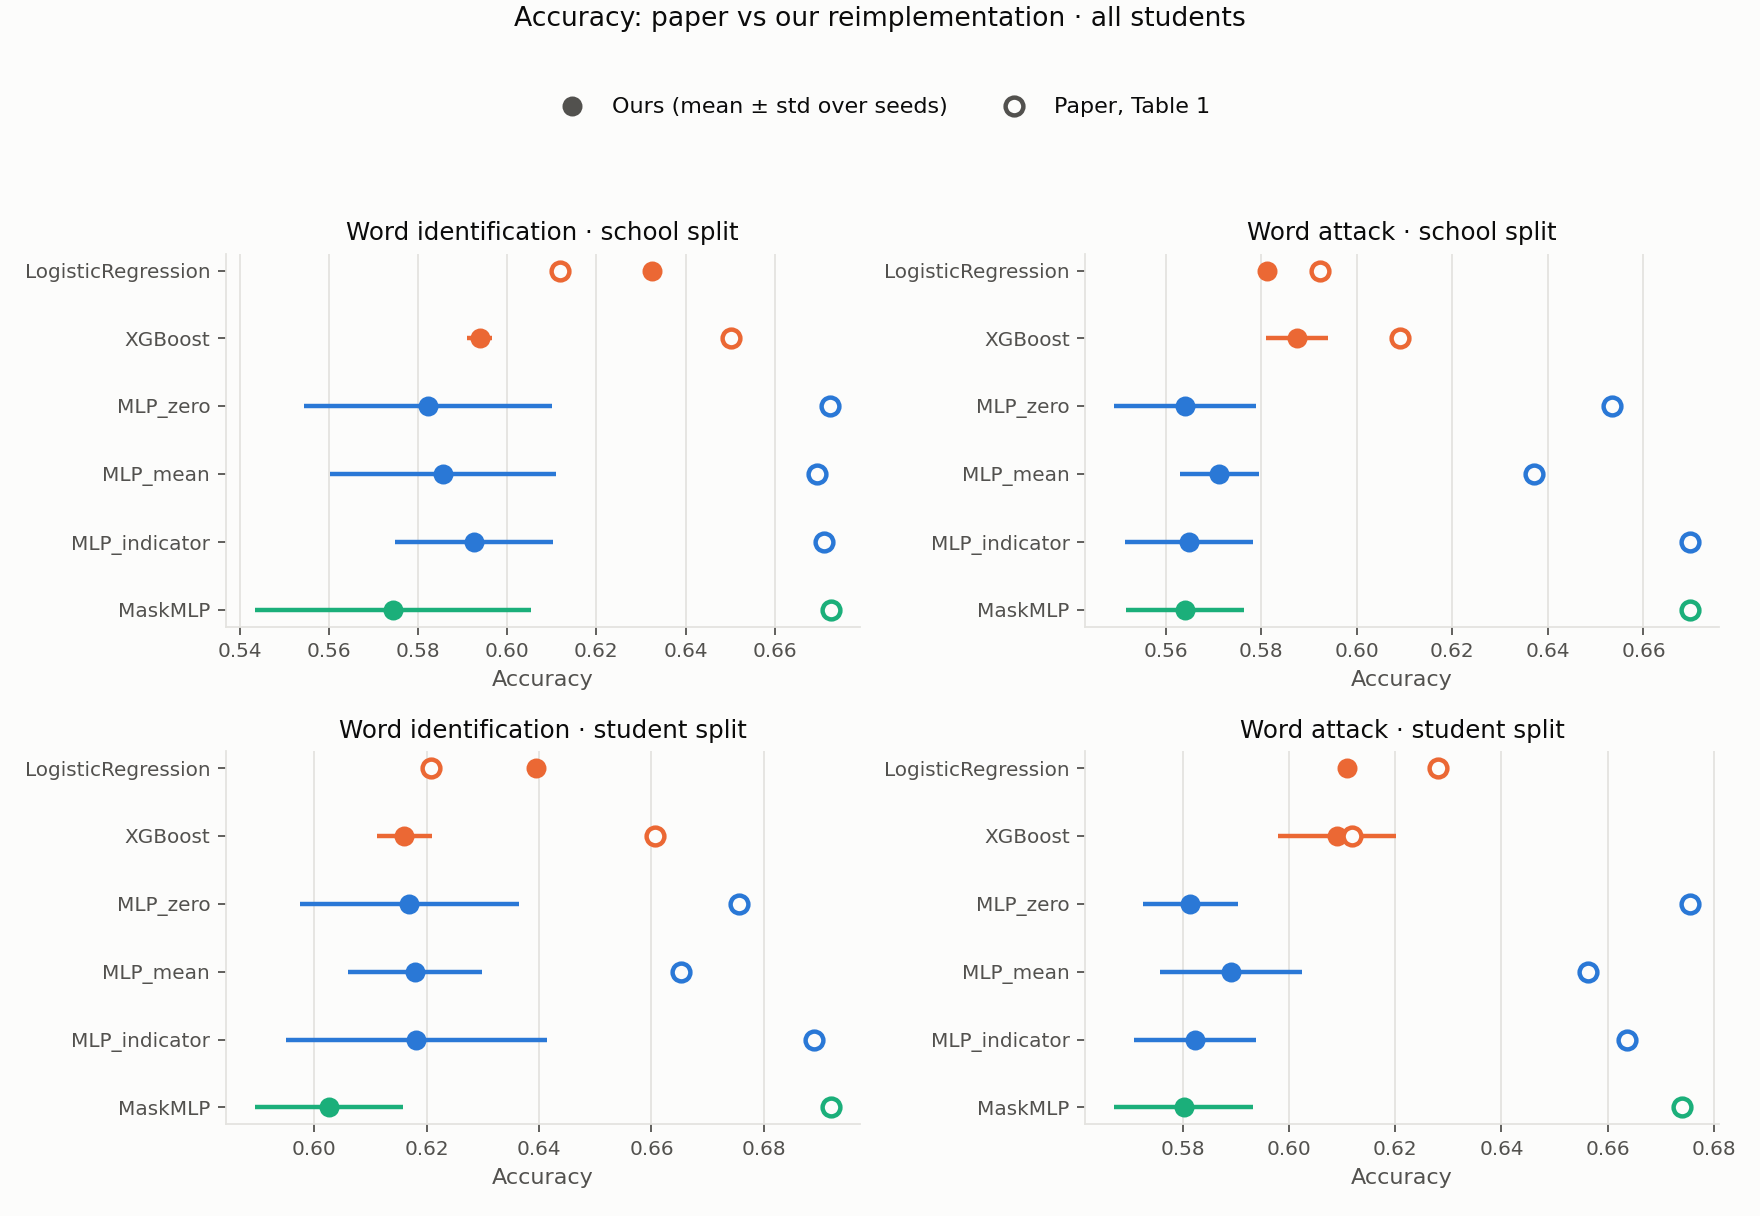 Accuracy: paper vs our reimplementation · all students
Ours (mean ± std over seeds)
Paper, Table 1
Word identification · school split
LogisticRegression
XGBoost
MLP_zero
MLP_mean
MLP_indicator
MaskMLP
0.54 0.56 0.58 0.60 0.62 0.64 0.66
Accuracy
Word attack · school split
LogisticRegression
XGBoost
MLP_zero
MLP_mean
MLP_indicator
MaskMLP
0.56 0.58 0.60 0.62 0.64 0.66
Accuracy
Word identification · student split
LogisticRegression
XGBoost
MLP_zero
MLP_mean
MLP_indicator
MaskMLP
0.60 0.62 0.64 0.66 0.68
Accuracy
Word attack · student split
LogisticRegression
XGBoost
MLP_zero
MLP_mean
MLP_indicator
MaskMLP
0.58 0.60 0.62 0.64 0.66 0.68
Accuracy